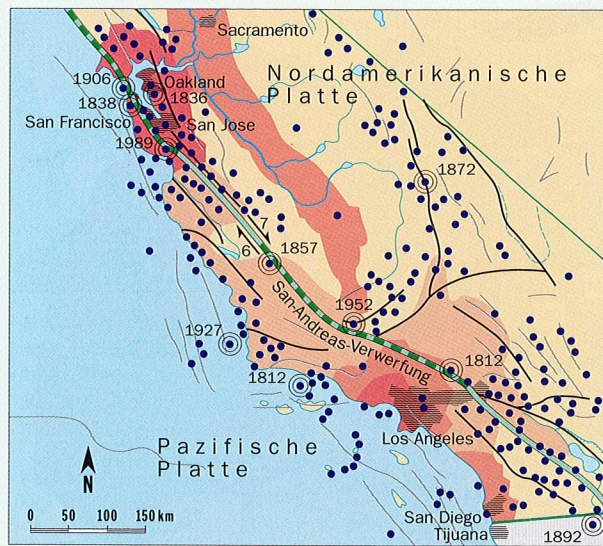 Sacramento
Nordamerikanische
Platte
1906
Oakland
1838
1836
San Francisco
San Jose
1989
1872
7
6
1857
1952
San-Andreas-Verwerfung
1927
1812
1812
Los Angeles
Pazifische
Platte
N
0 50 100 150 km
San Diego
Tijuana
1892